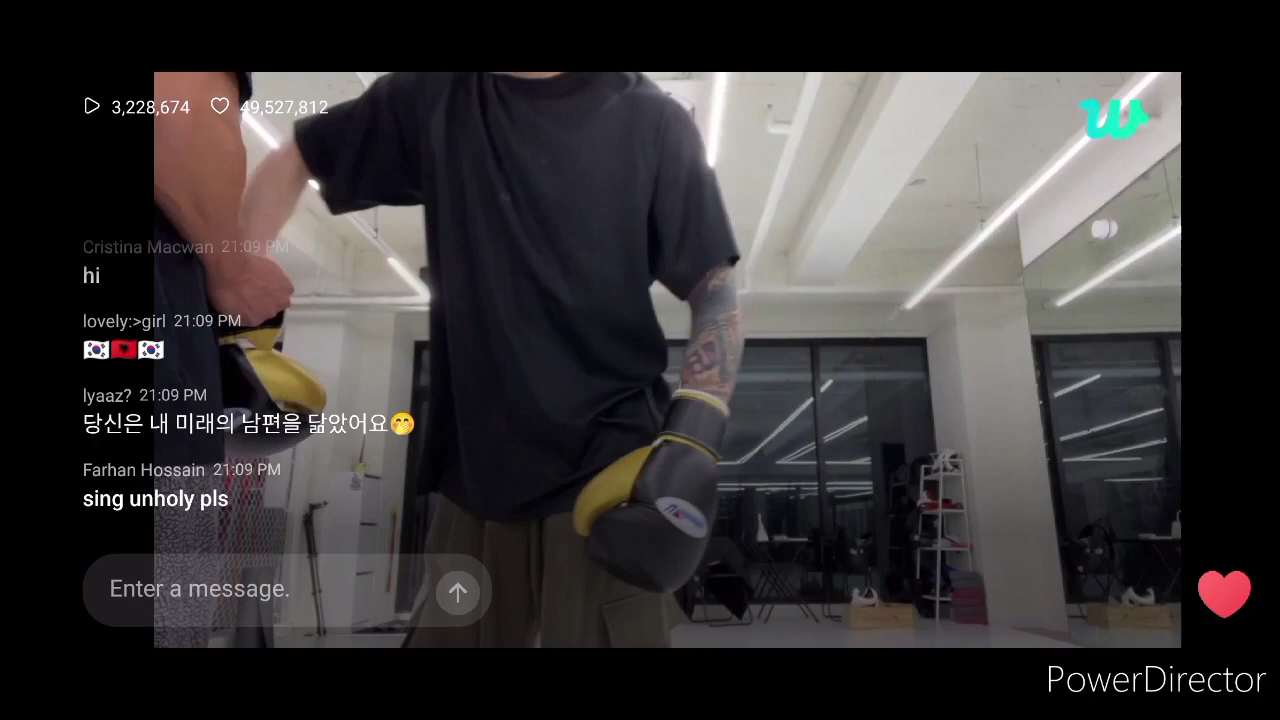 3,228,674 49,527,812
w
Cristina Macwan 21:09 PM
hi
lovely:>girl 21:09 PM
🇰🇷🇦🇱🇰🇷
lyaaz? 21:09 PM
당신은 내 미래의 남편을 닮았어요🤭
Farhan Hossain 21:09 PM
sing unholy pls
Enter a message.
PowerDirector